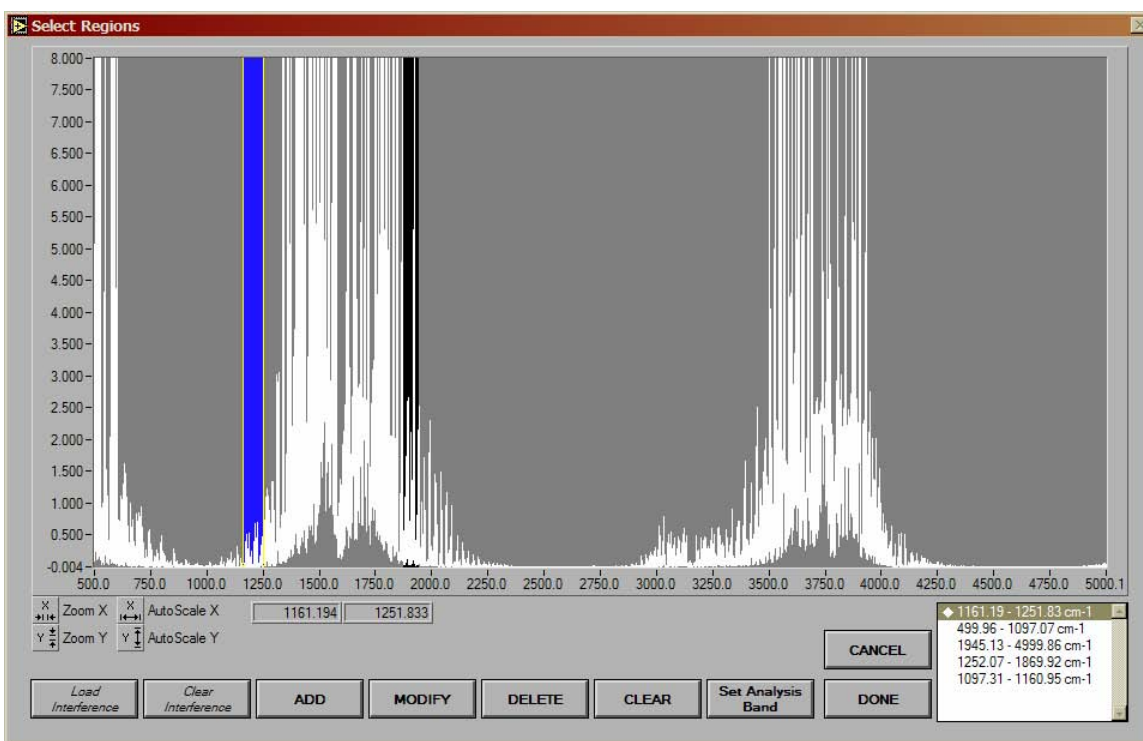 Select Regions
8.000
7.500
7.000
6.500
6.000
5.500
5.000
4.500
4.000
3.500
3.000
2.500
2.000
1.500
1.000
0.500
-0.004
500.0 750.0 1000.0 1250.0 1500.0 1750.0 2000.0 2250.0 2500.0 2750.0 3000.0 3250.0 3500.0 3750.0 4000.0 4250.0 4500.0 4750.0 5000.1
X Zoom X X AutoScale X 1161.194 1251.833
Y Zoom Y Y AutoScale Y
1161.19 - 1251.83 cm-1
499.96 - 1097.07 cm-1
1945.13 - 4999.86 cm-1
1252.07 - 1869.92 cm-1
1097.31 - 1160.95 cm-1
CANCEL
Load Interference
Clear Interference
ADD
MODIFY
DELETE
CLEAR
Set Analysis Band
DONE